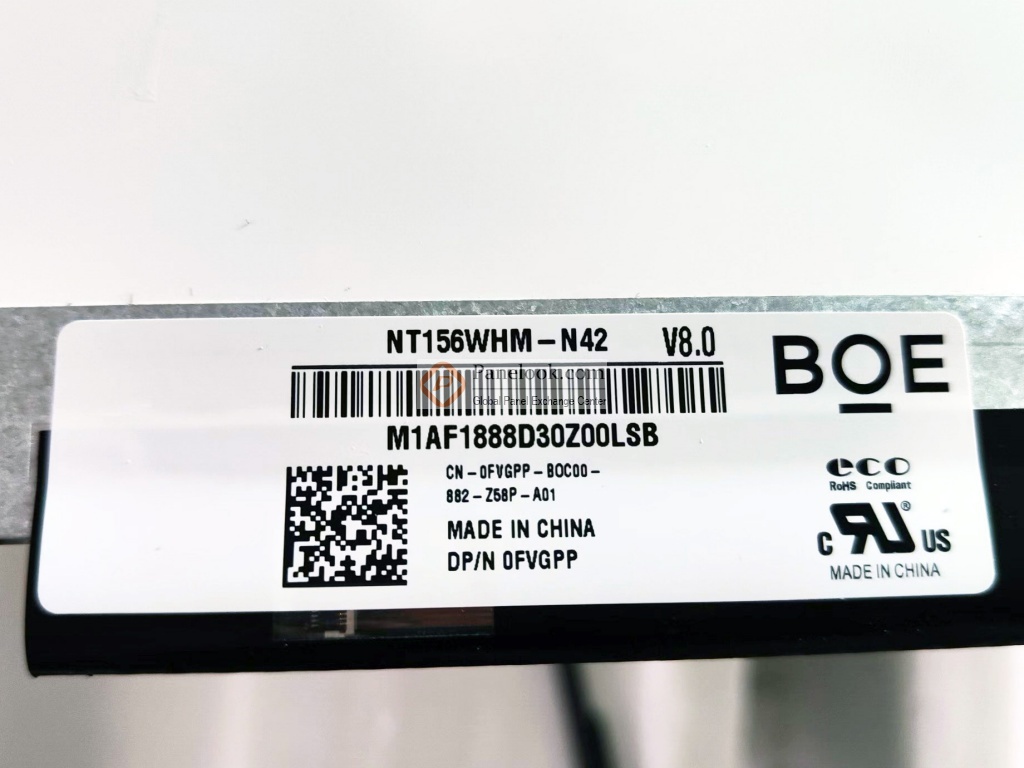 NT156WHM-N42 V8.0
BOE
Panelook.com
Global Panel Exchange Center
M1AF1888D30Z00LSB
CN-0FVGPP-BOC00-
882-Z58P-A01
MADE IN CHINA
DP/N 0FVGPP
eco
RoHS Compliant
c RU ® US
MADE IN CHINA